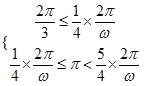 { 2π/3 ≤ 1/4 × 2π/ω
1/4 × 2π/ω ≤ π < 5/4 × 2π/ω